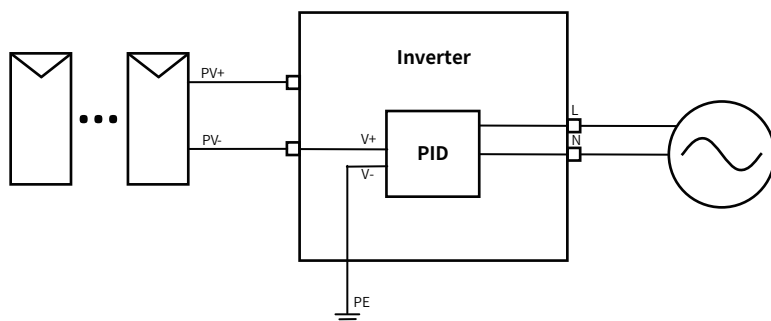 Inverter
PV+
L
V+
PV-
N
PID
V-
PE